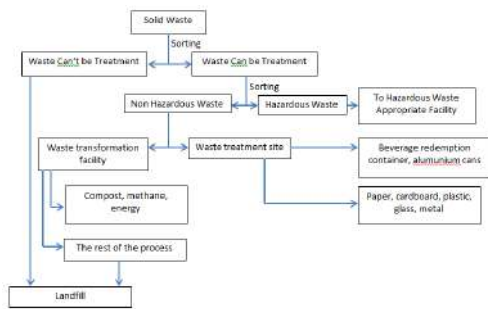 Solid Waste
Sorting
Waste Can't be Treatment
Waste Can be Treatment
Sorting
Non Hazardous Waste
Hazardous Waste
To Hazardous Waste
Appropriate Facility
Waste transformation
facility
Waste treatment site
Beverage redemption
container, alumunium cans
Compost, methane,
energy
Paper, cardboard, plastic,
glass, metal
The rest of the process
Landfill